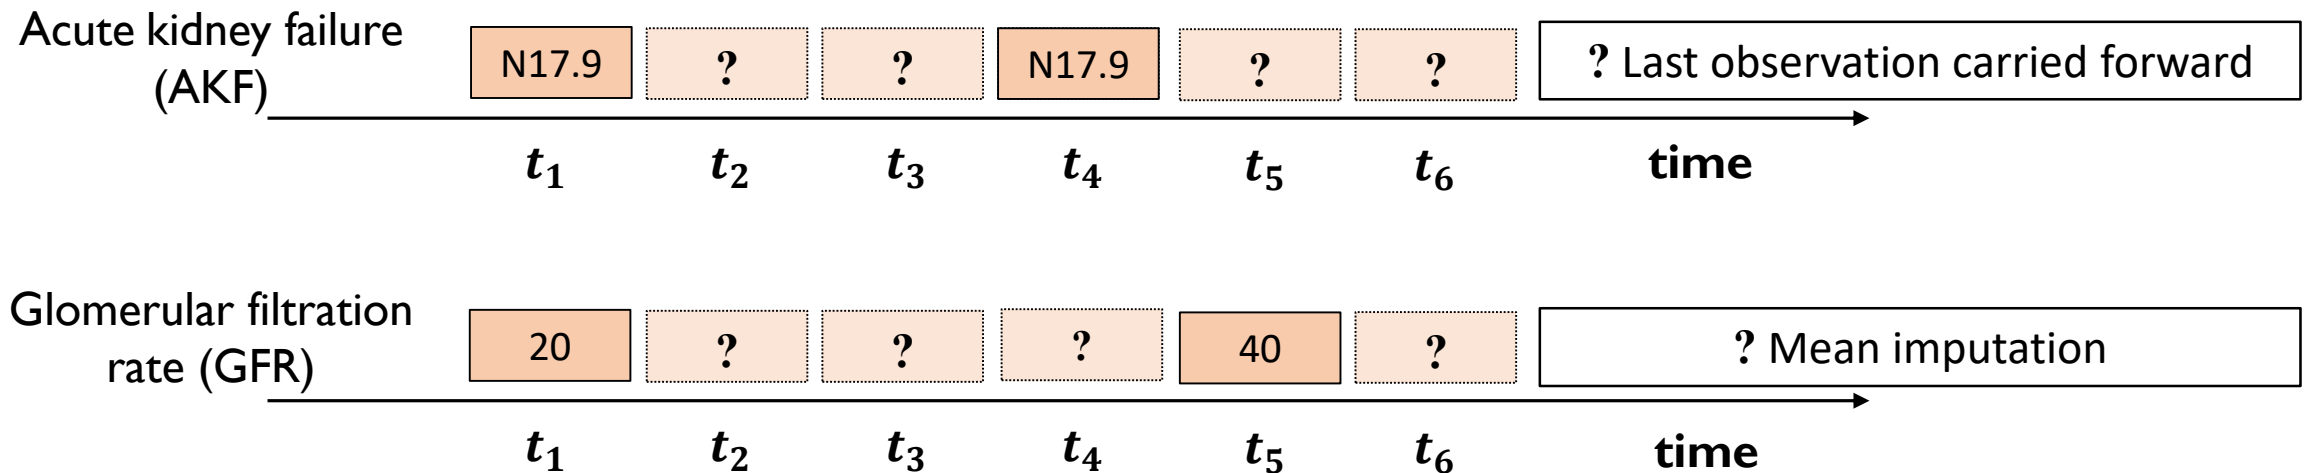 Acute kidney failure
(AKF)
N17.9 ? ? N17.9 ? ? ? Last observation carried forward
t₁ t₂ t₃ t₄ t₅ t₆ time
Glomerular filtration
rate (GFR)
20 ? ? ? 40 ? ? Mean imputation
t₁ t₂ t₃ t₄ t₅ t₆ time